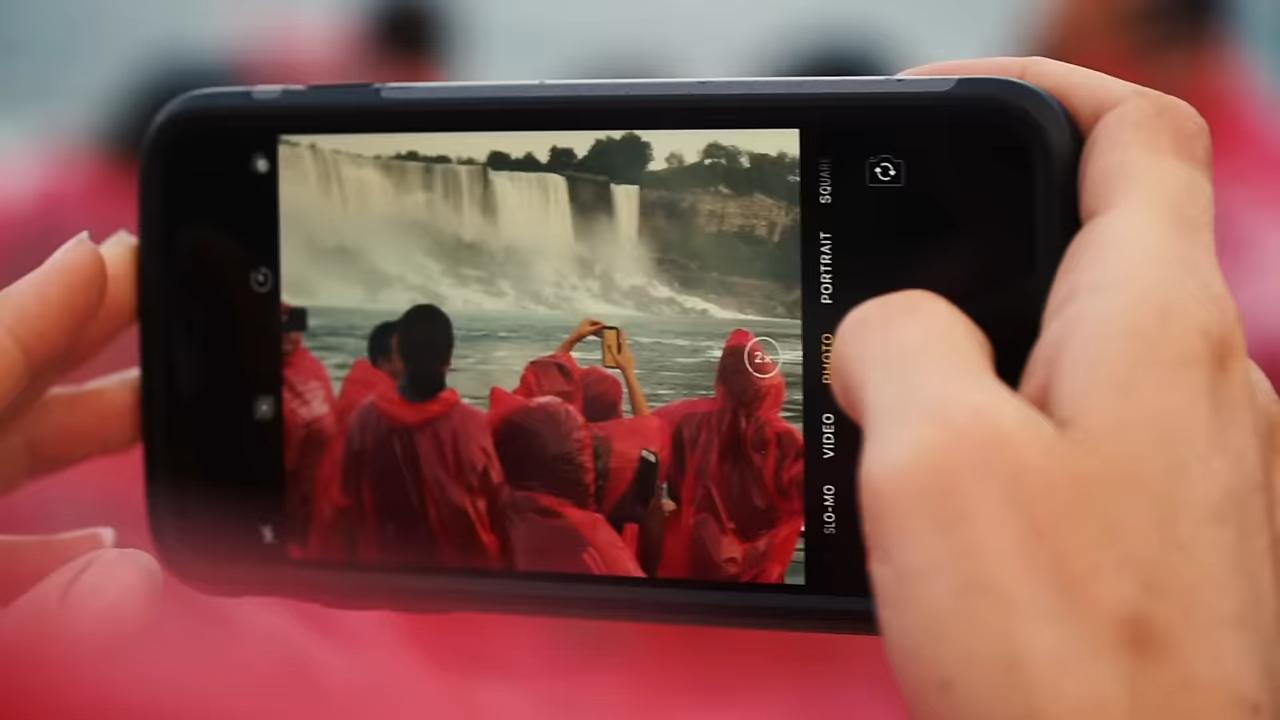 SQUARE
PORTRAIT
PHOTO
VIDEO
SLO-MO
2x